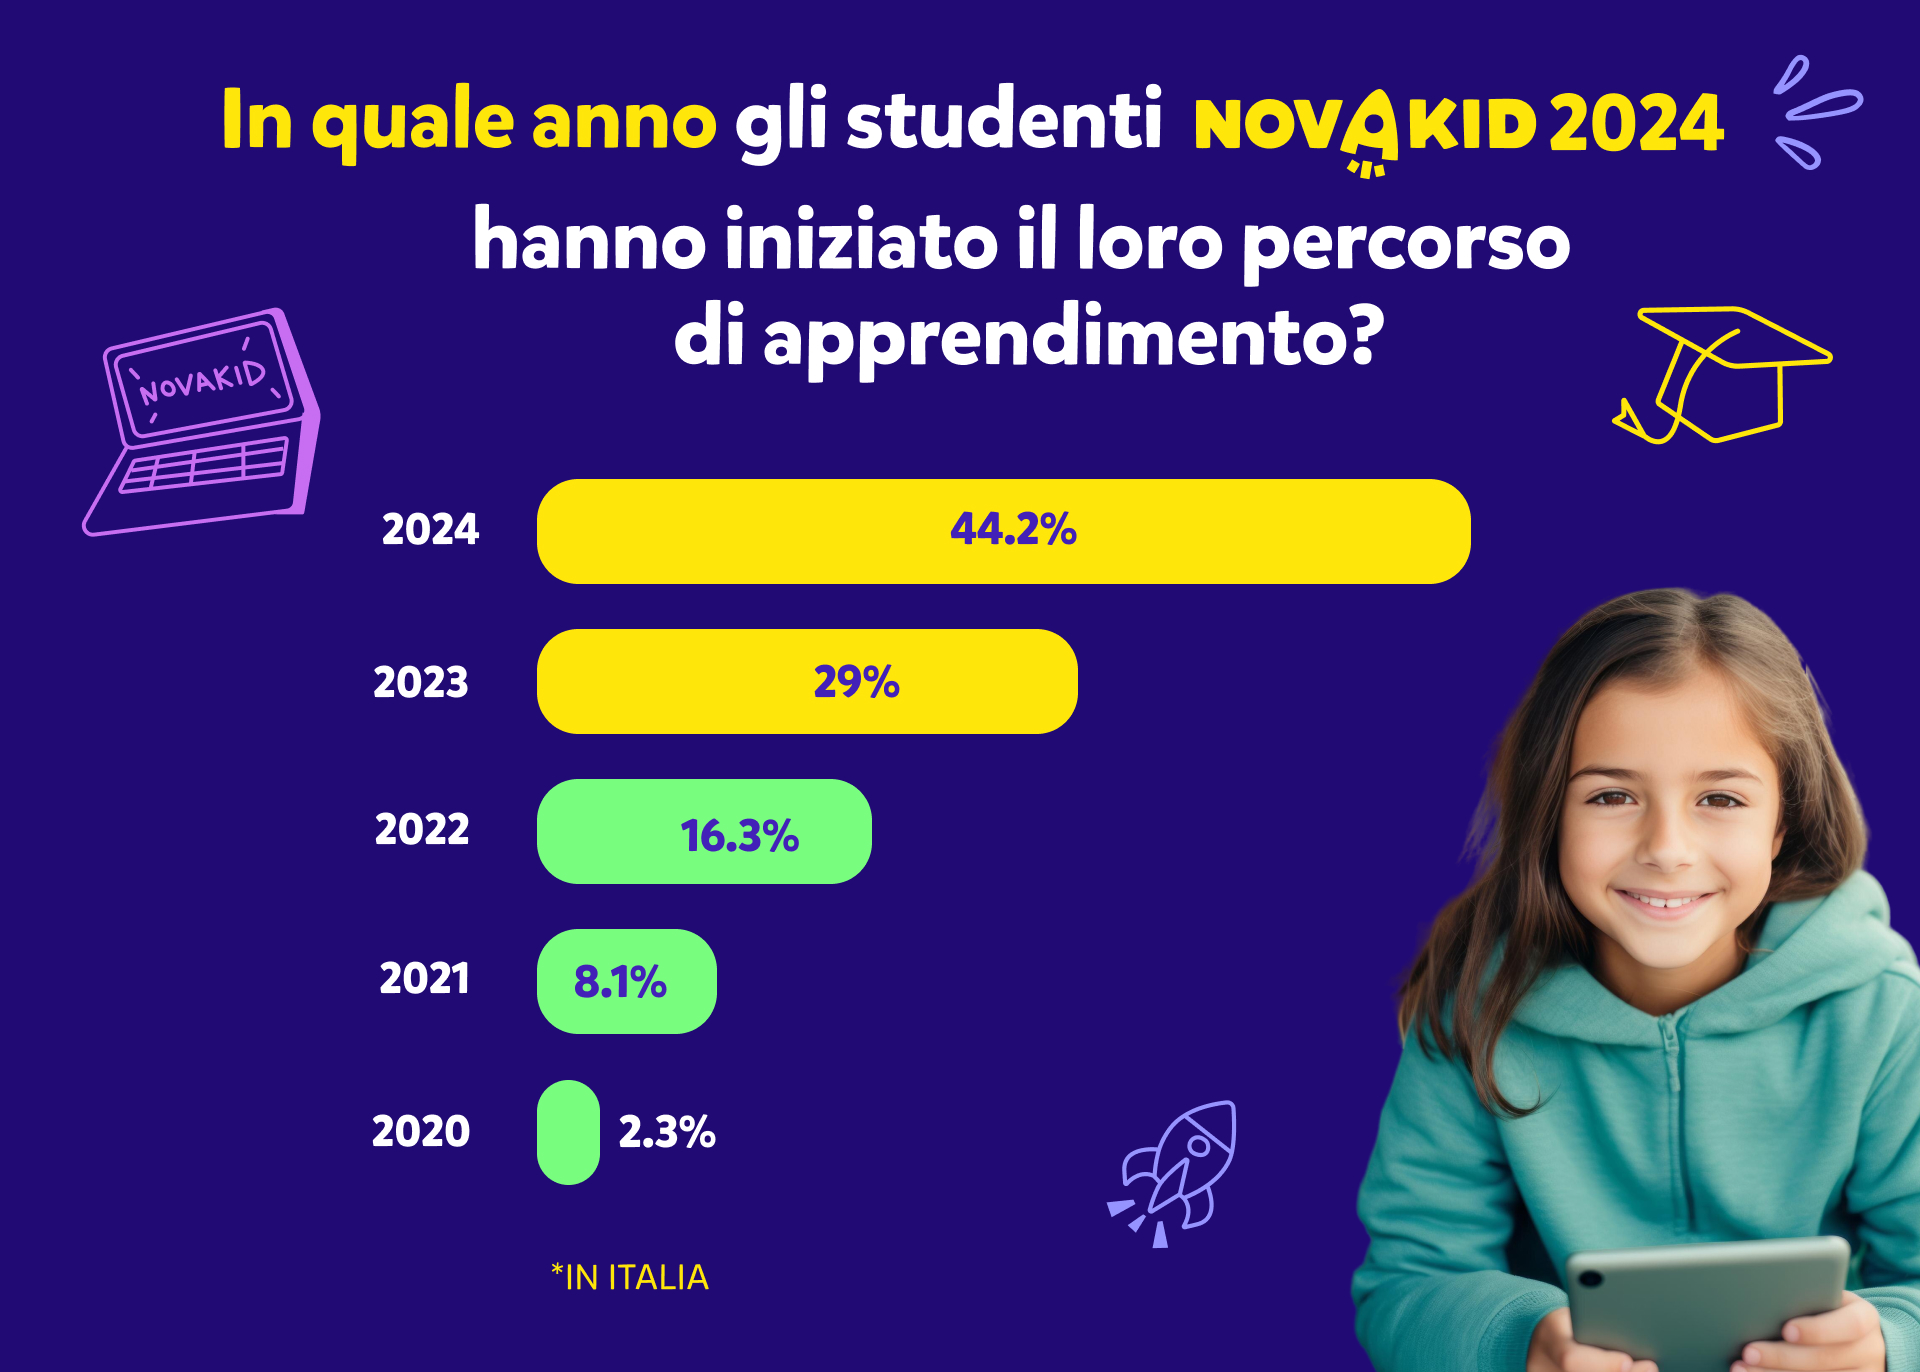 In quale anno gli studenti NOVAKID 2024
hanno iniziato il loro percorso
di apprendimento?
NOVAKID
2024 44.2%
2023 29%
2022 16.3%
2021 8.1%
2020 2.3%
*IN ITALIA